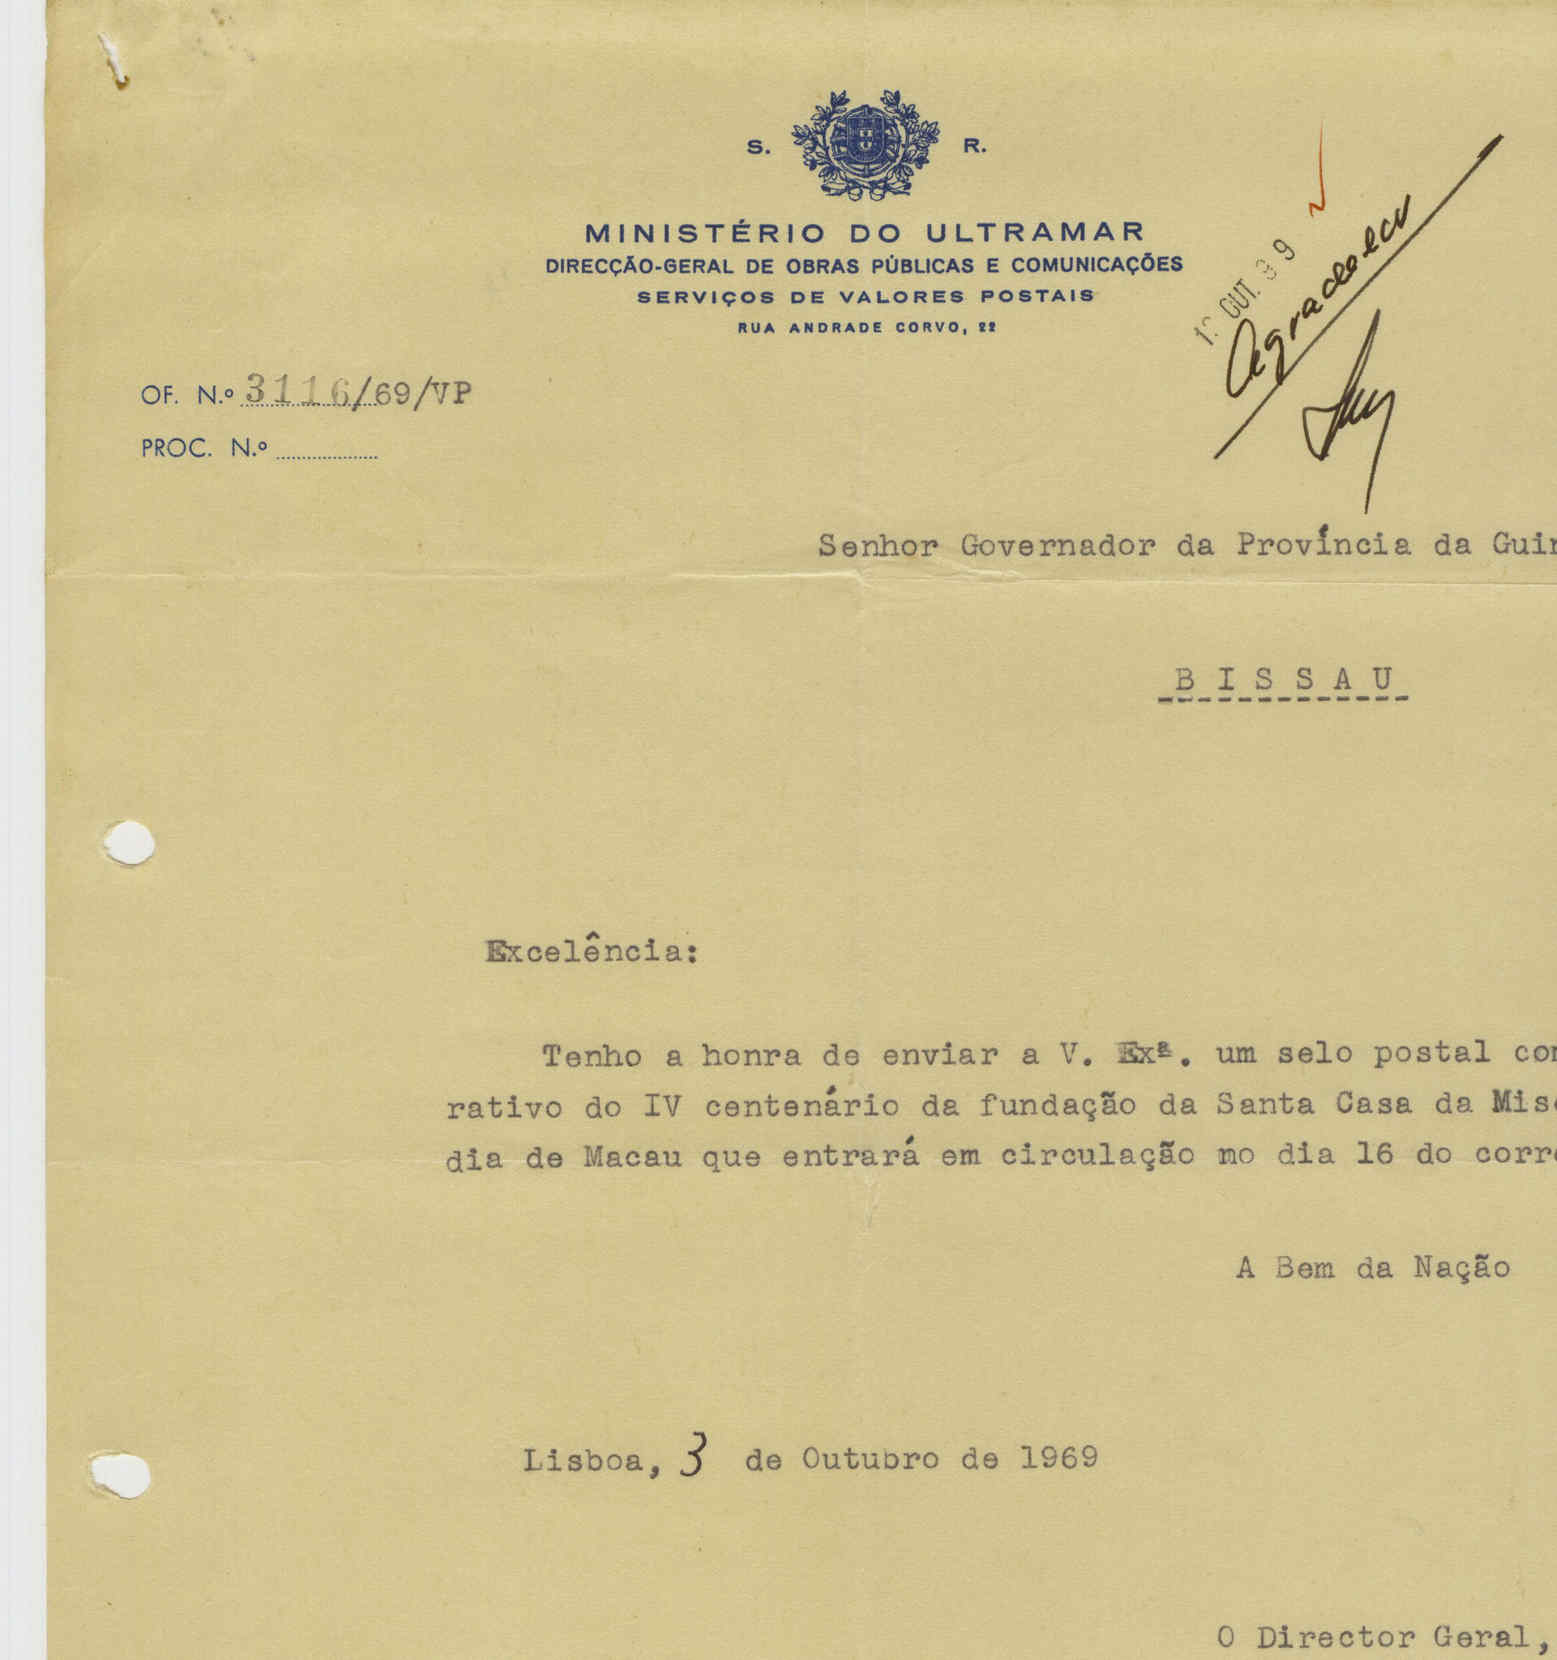 S. R.
MINISTÉRIO DO ULTRAMAR
DIRECÇÃO-GERAL DE OBRAS PÚBLICAS E COMUNICAÇÕES
SERVIÇOS DE VALORES POSTAIS
RUA ANDRADE CORVO, 22
OUT.
OF. N.º 3116/69/VP
PROC. N.º
Senhor Governador da Província da Guin
BISSAU
Excelência:
Tenho a honra de enviar a V. Exª. um selo postal com
rativo do IV centenário da fundação da Santa Casa da Mise
dia de Macau que entrará em circulação no dia 16 do corre
A Bem da Nação
Lisboa, 3 de Outubro de 1969
O Director Geral,